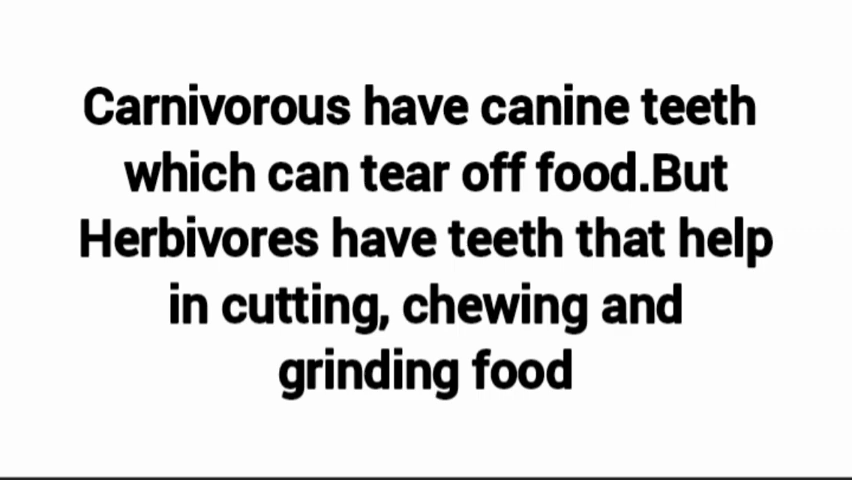 Carnivorous have canine teeth
which can tear off food.But
Herbivores have teeth that help
in cutting, chewing and
grinding food